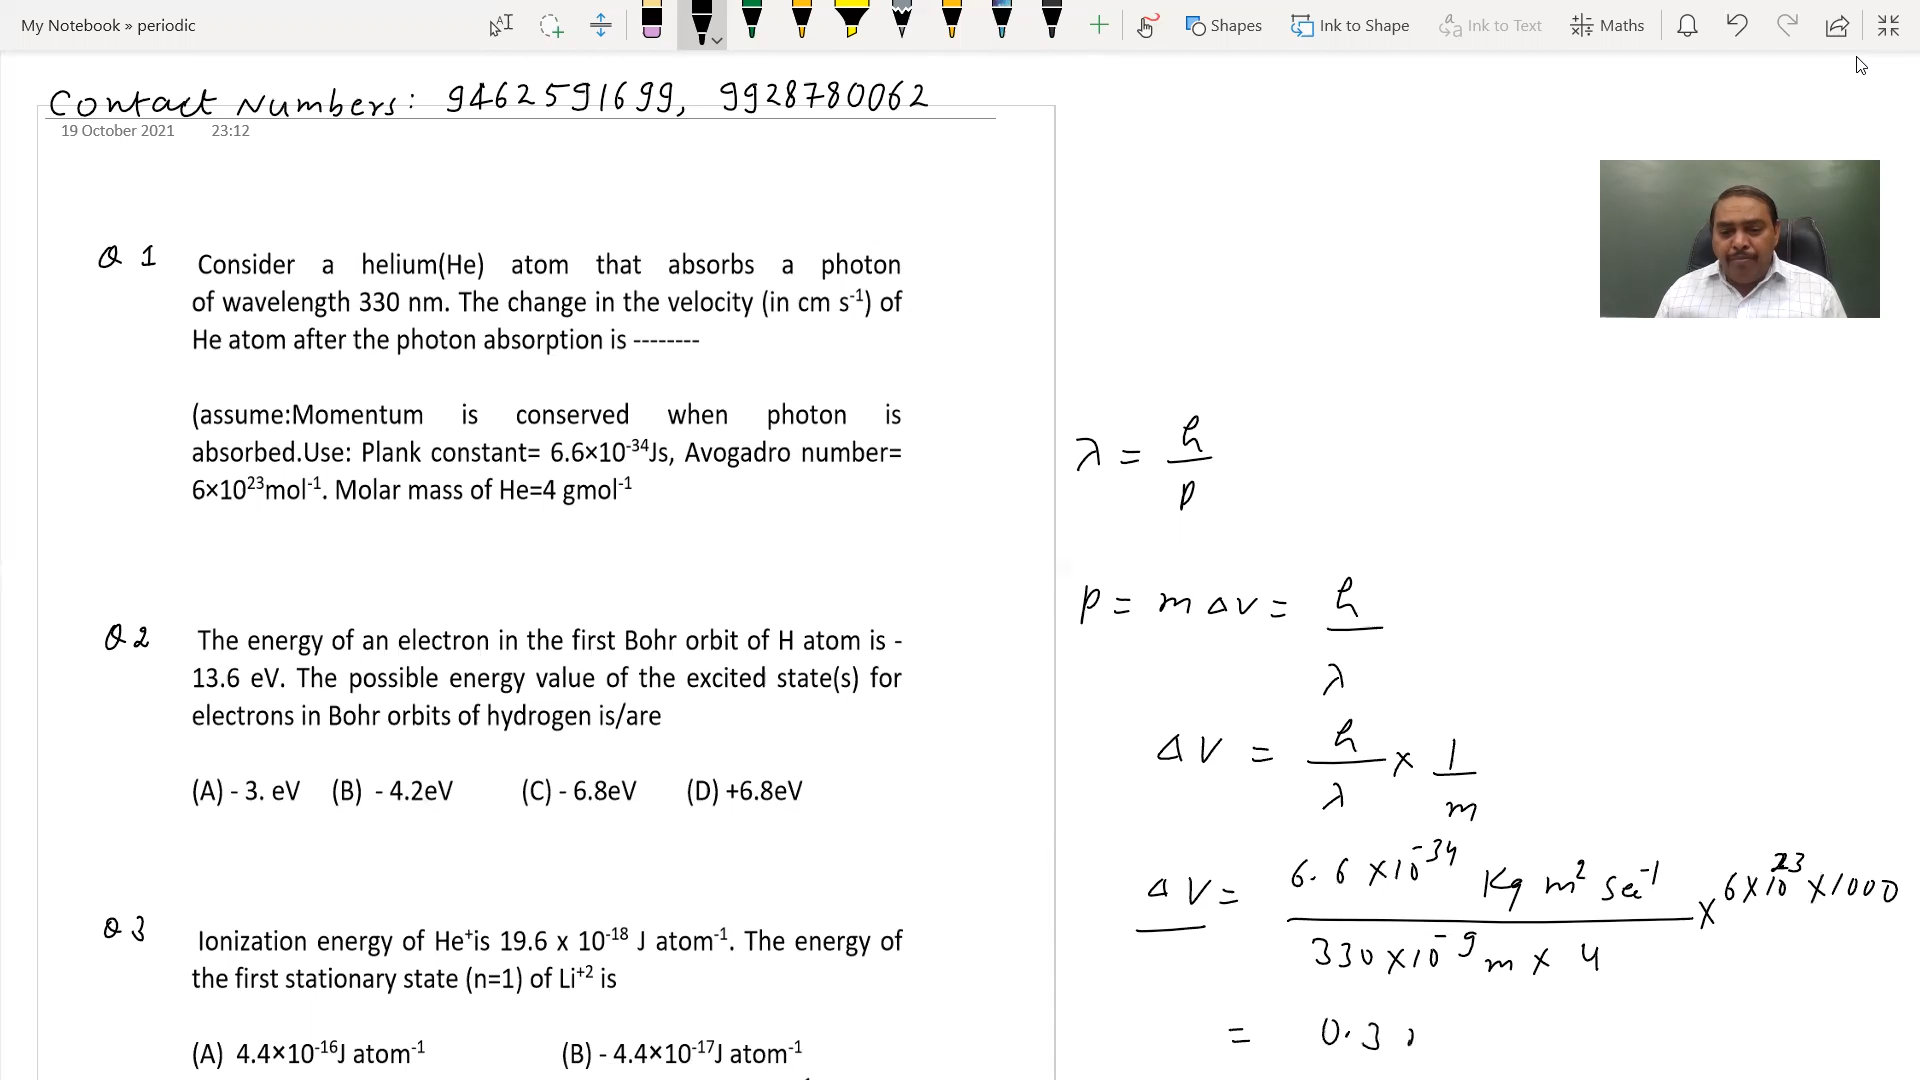 My Notebook » periodic
Shapes
Ink to Shape
Ink to Text
Maths
Contact Numbers: 9462591699, 9928780062
19 October 2021 23:12
Q 1 Consider a helium(He) atom that absorbs a photon
of wavelength 330 nm. The change in the velocity (in cm s⁻¹) of
He atom after the photon absorption is --------
(assume:Momentum is conserved when photon is
absorbed.Use: Plank constant= 6.6×10⁻³⁴Js, Avogadro number=
6×10²³mol⁻¹. Molar mass of He=4 gmol⁻¹
Q 2 The energy of an electron in the first Bohr orbit of H atom is -
13.6 eV. The possible energy value of the excited state(s) for
electrons in Bohr orbits of hydrogen is/are
(A) - 3. eV (B) - 4.2eV (C) - 6.8eV (D) +6.8eV
Q 3 Ionization energy of He⁺is 19.6 x 10⁻¹⁸ J atom⁻¹. The energy of
the first stationary state (n=1) of Li⁺² is
(A) 4.4×10⁻¹⁶J atom⁻¹ (B) - 4.4×10⁻¹⁷J atom⁻¹
λ = h
p
p = m Δv = h
λ
Δv = h × 1
λ m
Δv = 6.6 ×10⁻³⁴ Kg m² sec⁻¹ × 6×10²³ ×1000
330×10⁻⁹ m × 4
= 0.3